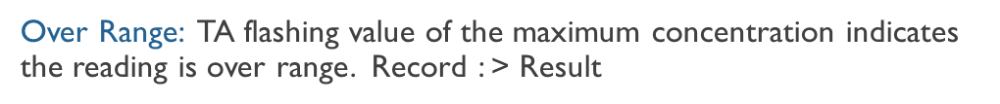 Over Range: TA flashing value of the maximum concentration indicates
the reading is over range. Record : > Result